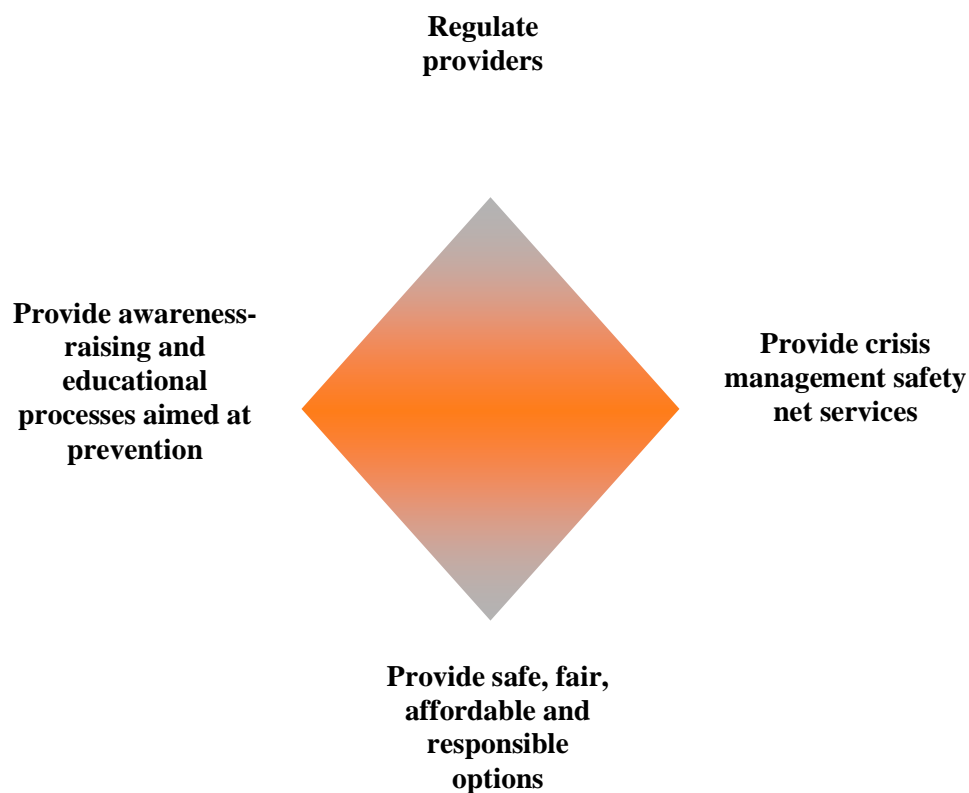 Regulate
providers
Provide awareness-
raising and
educational
processes aimed at
prevention
Provide crisis
management safety
net services
Provide safe, fair,
affordable and
responsible
options